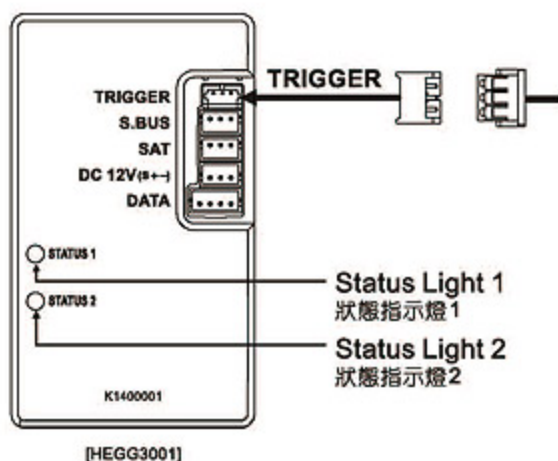 TRIGGER
TRIGGER
S.BUS
SAT
DC 12V(s+−)
DATA
STATUS 1
Status Light 1
狀態指示燈1
STATUS 2
Status Light 2
狀態指示燈2
K1400001
[HEGG3001]